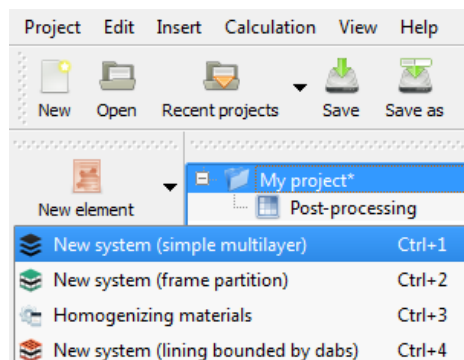 Project Edit Insert Calculation View Help
New Open Recent projects Save Save as
New element
My project*
Post-processing
New system (simple multilayer) Ctrl+1
New system (frame partition) Ctrl+2
Homogenizing materials Ctrl+3
New system (lining bounded by dabs) Ctrl+4